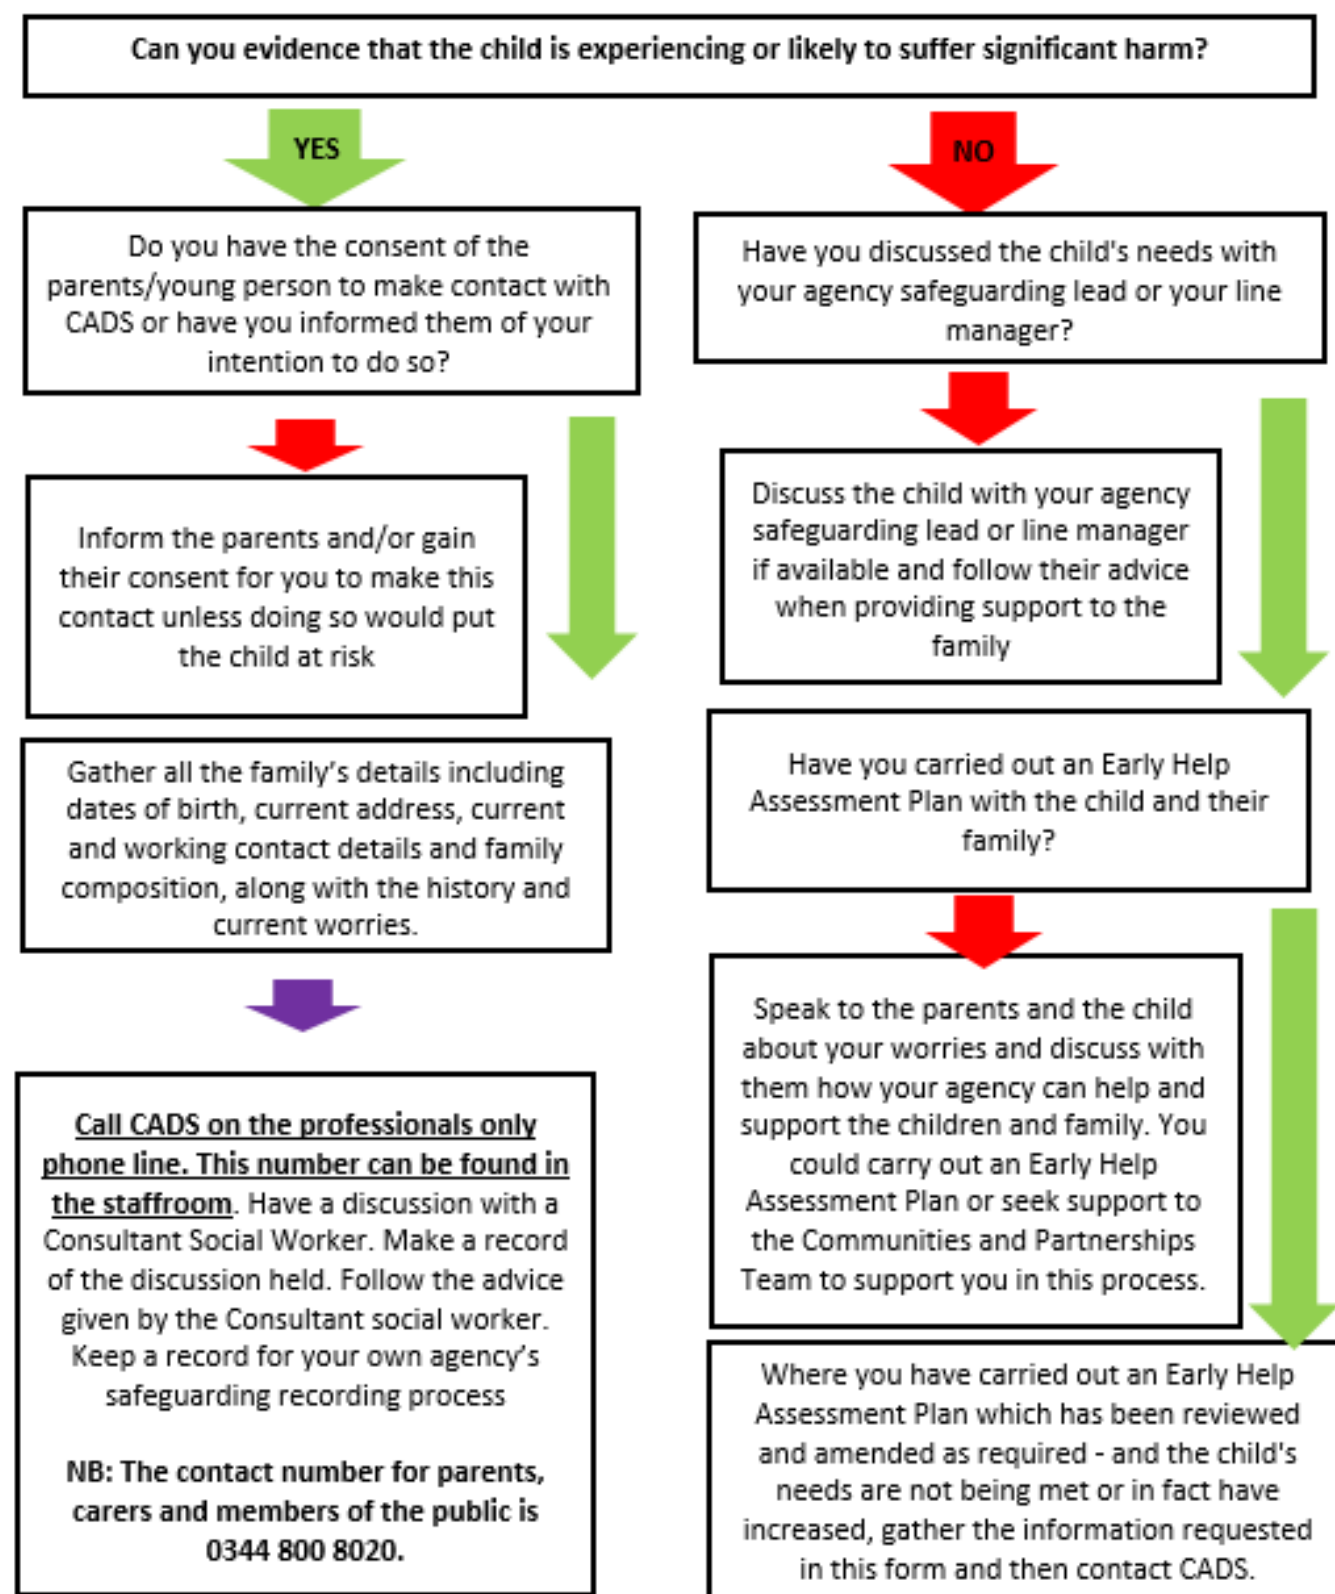 Can you evidence that the child is experiencing or likely to suffer significant harm?
YES
NO
Do you have the consent of the
parents/young person to make contact with
CADS or have you informed them of your
intention to do so?
Have you discussed the child's needs with
your agency safeguarding lead or your line
manager?
Inform the parents and/or gain
their consent for you to make this
contact unless doing so would put
the child at risk
Discuss the child with your agency
safeguarding lead or line manager
if available and follow their advice
when providing support to the
family
Gather all the family’s details including
dates of birth, current address, current
and working contact details and family
composition, along with the history and
current worries.
Have you carried out an Early Help
Assessment Plan with the child and their
family?
Call CADS on the professionals only
phone line. This number can be found in
the staffroom. Have a discussion with a
Consultant Social Worker. Make a record
of the discussion held. Follow the advice
given by the Consultant social worker.
Keep a record for your own agency’s
safeguarding recording process
NB: The contact number for parents,
carers and members of the public is
0344 800 8020.
Speak to the parents and the child
about your worries and discuss with
them how your agency can help and
support the children and family. You
could carry out an Early Help
Assessment Plan or seek support to
the Communities and Partnerships
Team to support you in this process.
Where you have carried out an Early Help
Assessment Plan which has been reviewed
and amended as required - and the child's
needs are not being met or in fact have
increased, gather the information requested
in this form and then contact CADS.